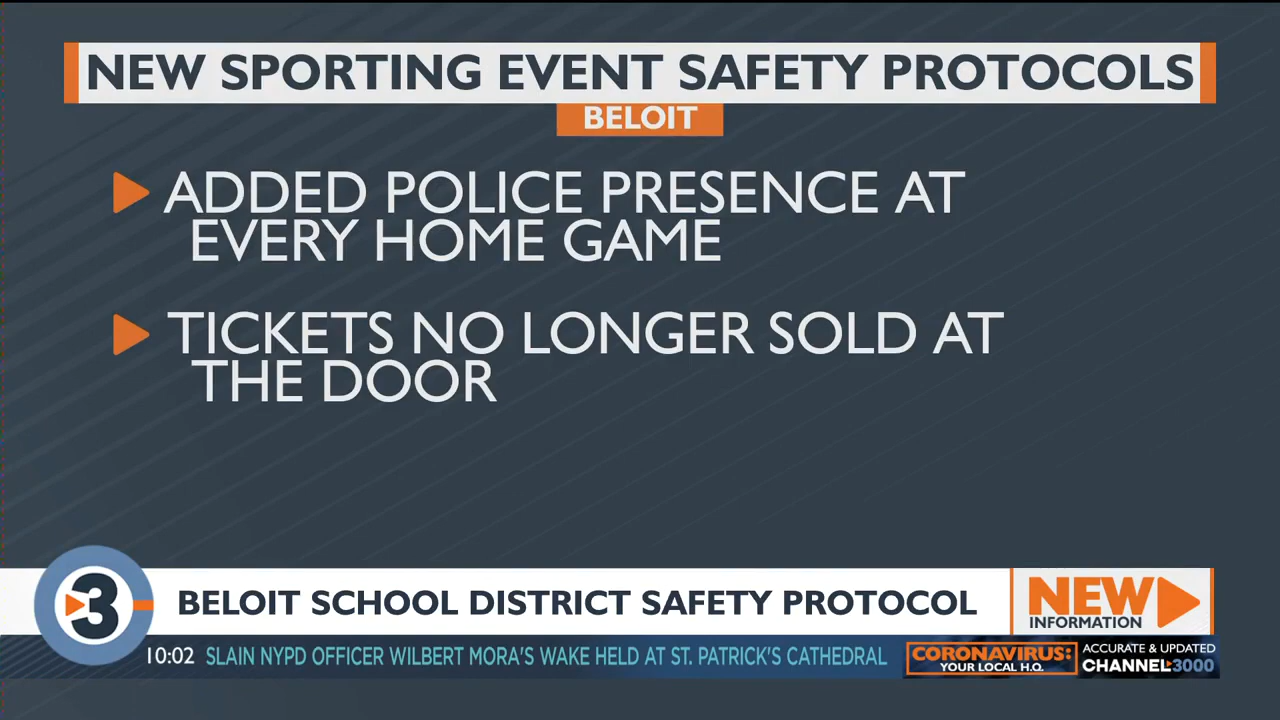 NEW SPORTING EVENT SAFETY PROTOCOLS
BELOIT
ADDED POLICE PRESENCE AT
EVERY HOME GAME
TICKETS NO LONGER SOLD AT
THE DOOR
3
BELOIT SCHOOL DISTRICT SAFETY PROTOCOL
NEW
INFORMATION
10:02 SLAIN NYPD OFFICER WILBERT MORA'S WAKE HELD AT ST. PATRICK'S CATHEDRAL
CORONAVIRUS:
YOUR LOCAL H.Q.
ACCURATE & UPDATED
CHANNEL3000